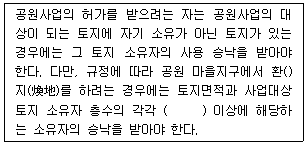 공원사업의 허가를 받으려는 자는 공원사업의 대
상이 되는 토지에 자기 소유가 아닌 토지가 있는
경우에는 그 토지 소유자의 사용 승낙을 받아야
한다. 다만, 규정에 따라 공원 마을지구에서 환()
지(煥地)를 하려는 경우에는 토지면적과 사업대상
토지 소유자 층수의 각각 (     ) 이상에 해당하
는 토지 소유자의 승낙을 받아야 한다.